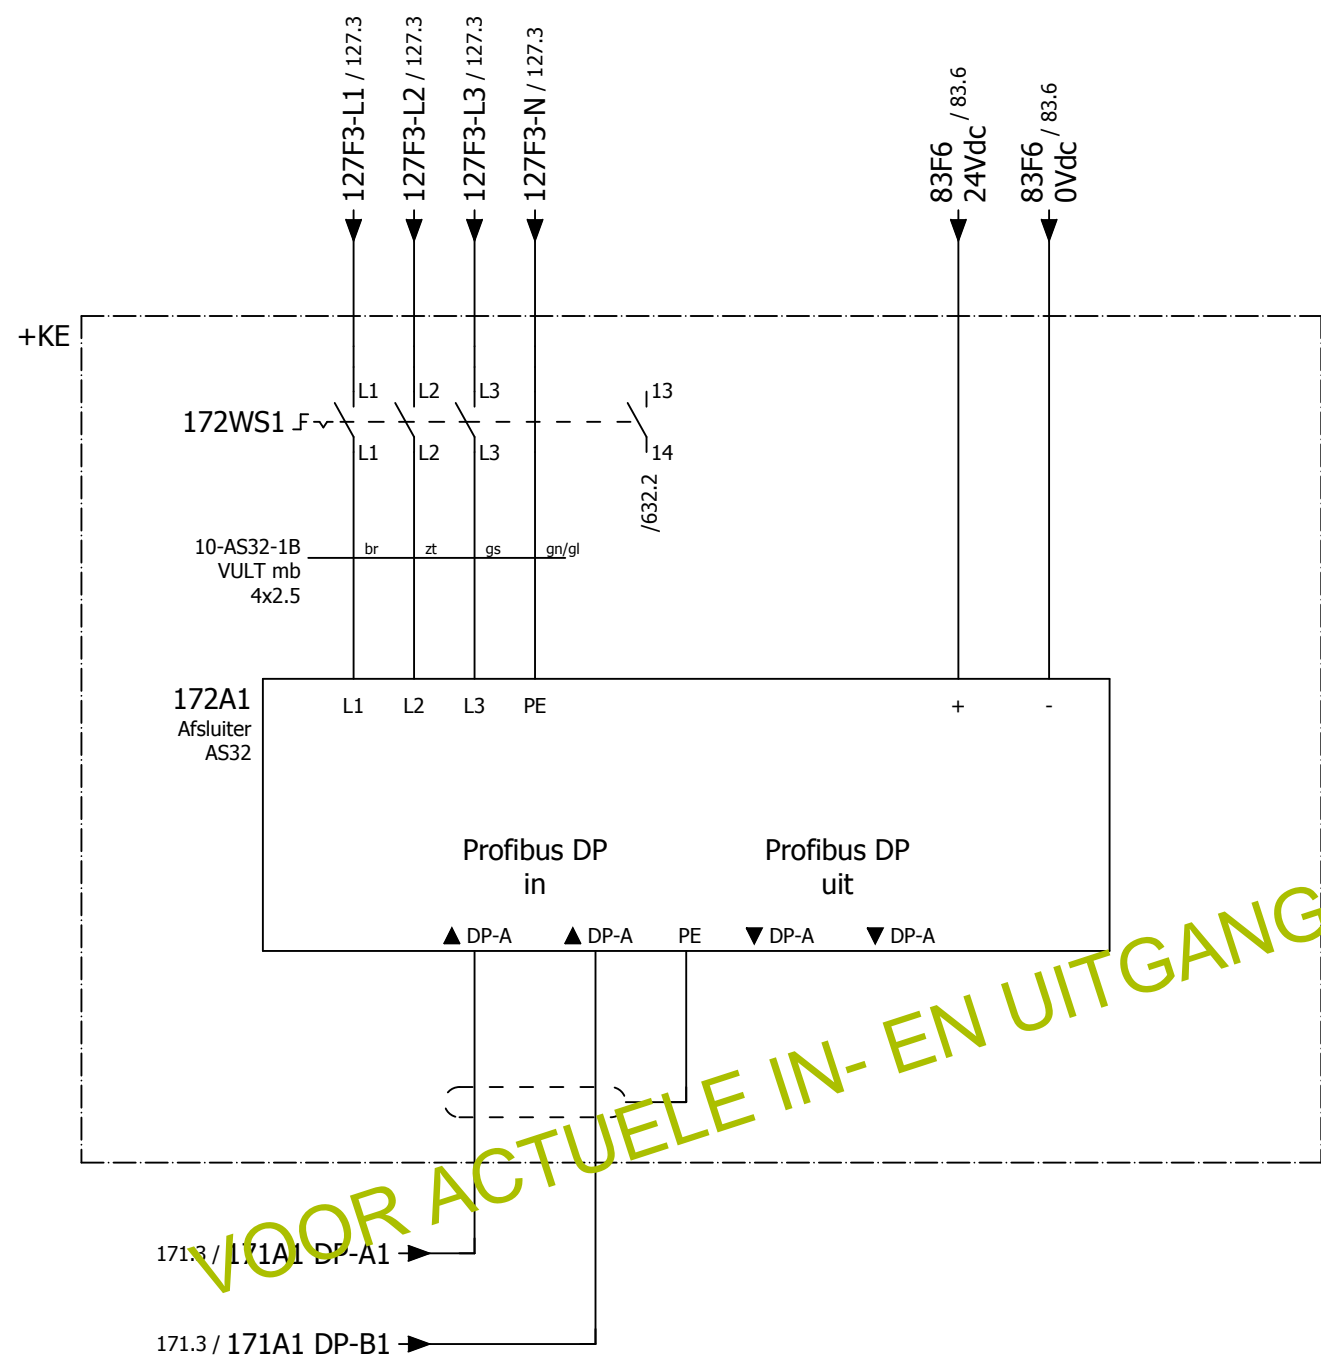 127F3-L1 / 127.3
127F3-L2 / 127.3
127F3-L3 / 127.3
127F3-N / 127.3
83F6 / 83.6
24Vdc
83F6 / 83.6
0Vdc
+KE
L1 L2 L3 13
172WS1
L1 L2 L3 14
/632.2
10-AS32-1B
VULT mb
4x2.5
br zt gs gn/gl
172A1
Afsluiter
AS32
L1 L2 L3 PE + -
Profibus DP
in
Profibus DP
uit
DP-A DP-A PE DP-A DP-A
VOOR ACTUELE IN- EN UITGANG
171.3 / 171A1 DP-A1
171.3 / 171A1 DP-B1